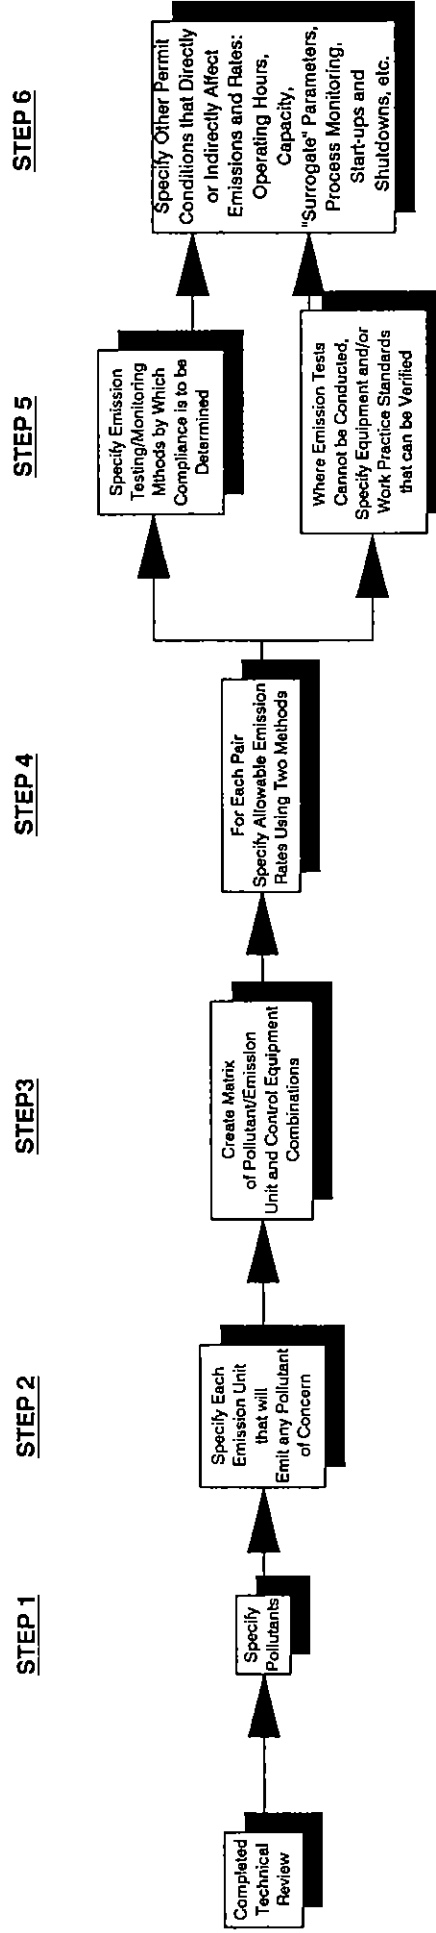 STEP 1
STEP 2
STEP3
STEP 4
STEP 5
STEP 6
Completed
Technical
Review
Specify
Pollutants
Specify Each
Emission Unit
that will
Emit any Pollutant
of Concern
Create Matrix
of Pollutant/Emission
Unit and Control Equipment
Combinations
For Each Pair
Specify Allowable Emission
Rates Using Two Methods
Specify Emission
Testing/Monitoring
Mthods by Which
Compliance is to be
Determined
Where Emission Tests
Cannot be Conducted,
Specify Equipment and/or
Work Practice Standards
that can be Verified
Specify Other Permit
Conditions that Directly
or Indirectly Affect
Emissions and Rates:
Operating Hours,
Capacity,
"Surrogate" Parameters,
Process Monitoring,
Start-ups and
Shutdowns, etc.